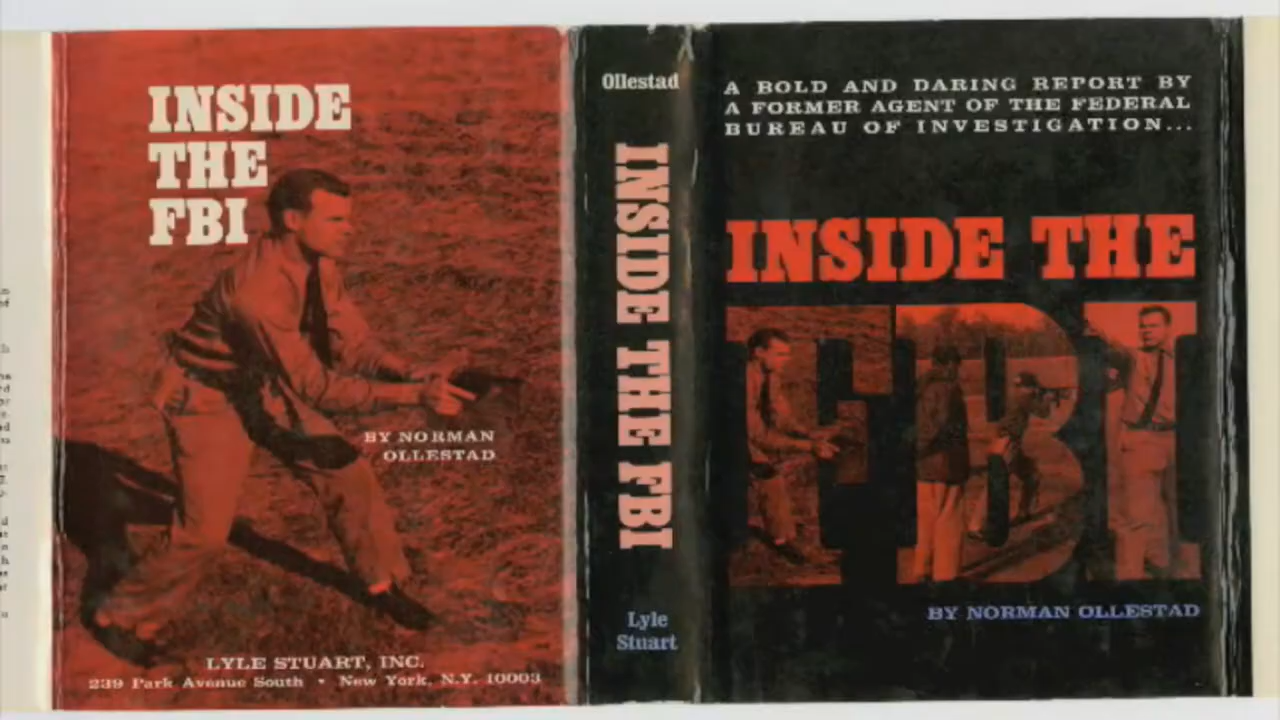 INSIDE
THE
FBI
BY NORMAN
OLLESTAD
LYLE STUART, INC.
239 Park Avenue South • New York, N.Y. 10003
Ollestad
INSIDE THE FBI
Lyle
Stuart
A BOLD AND DARING REPORT BY
A FORMER AGENT OF THE FEDERAL
BUREAU OF INVESTIGATION...
INSIDE THE
FBI
BY NORMAN OLLESTAD